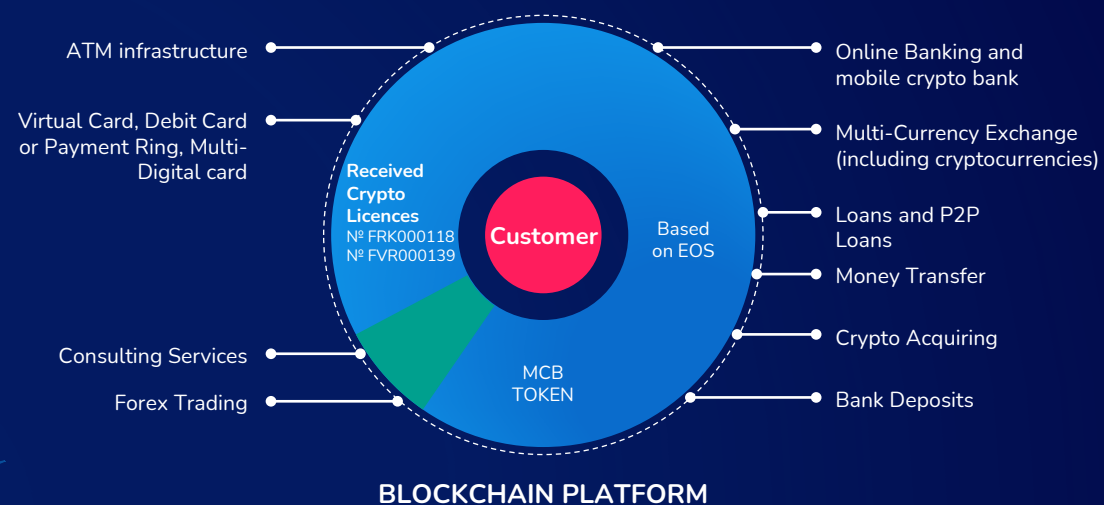 ATM infrastructure
Virtual Card, Debit Card
or Payment Ring, Multi-
Digital card
Consulting Services
Forex Trading
Received
Crypto
Licences
Nº FRK000118
Nº FVR000139
Customer
Based
on EOS
MCB
TOKEN
Online Banking and
mobile crypto bank
Multi-Currency Exchange
(including cryptocurrencies)
Loans and P2P
Loans
Money Transfer
Crypto Acquiring
Bank Deposits
BLOCKCHAIN PLATFORM